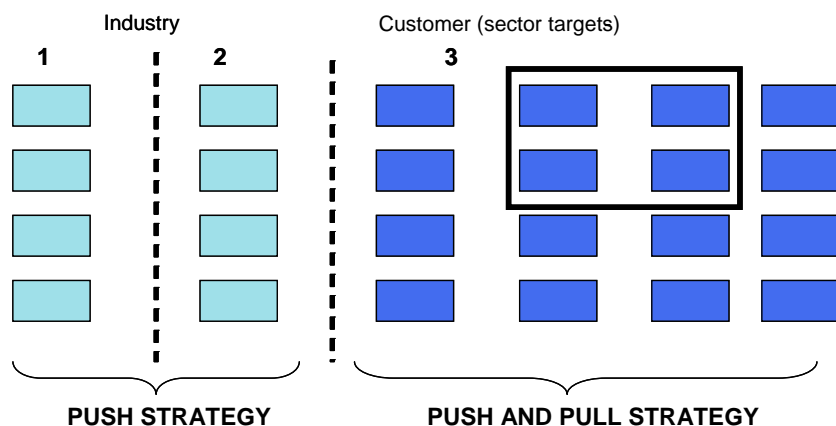 Industry
Customer (sector targets)
1
2
3
PUSH STRATEGY
PUSH AND PULL STRATEGY